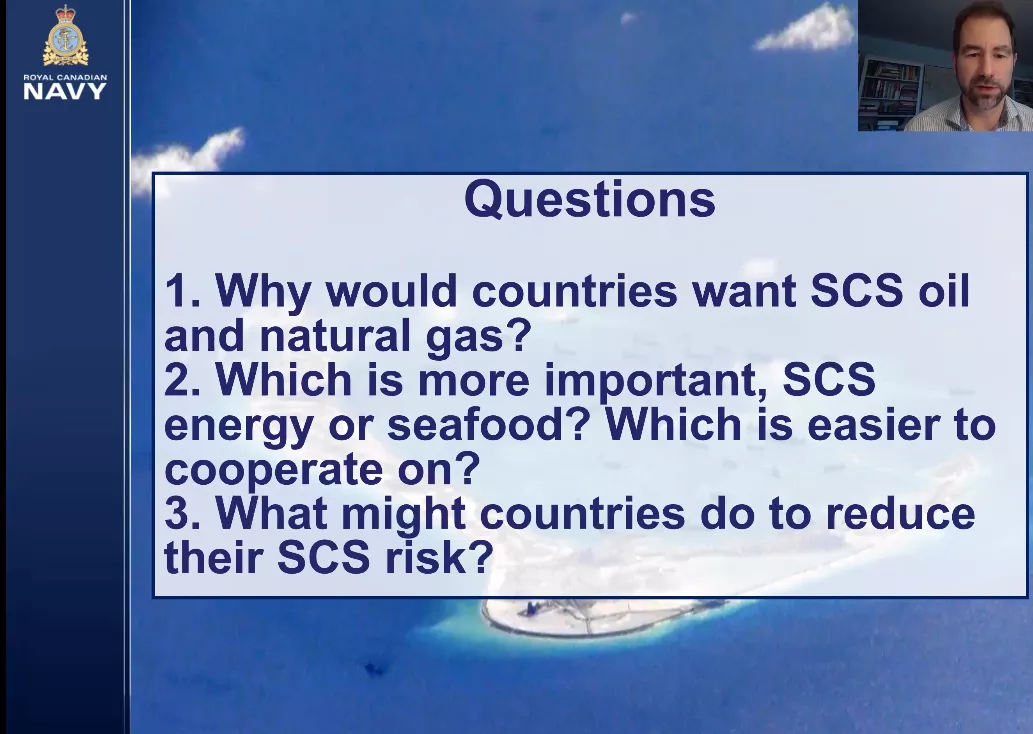 ROYAL CANADIAN
NAVY
Questions
1. Why would countries want SCS oil
and natural gas?
2. Which is more important, SCS
energy or seafood? Which is easier to
cooperate on?
3. What might countries do to reduce
their SCS risk?